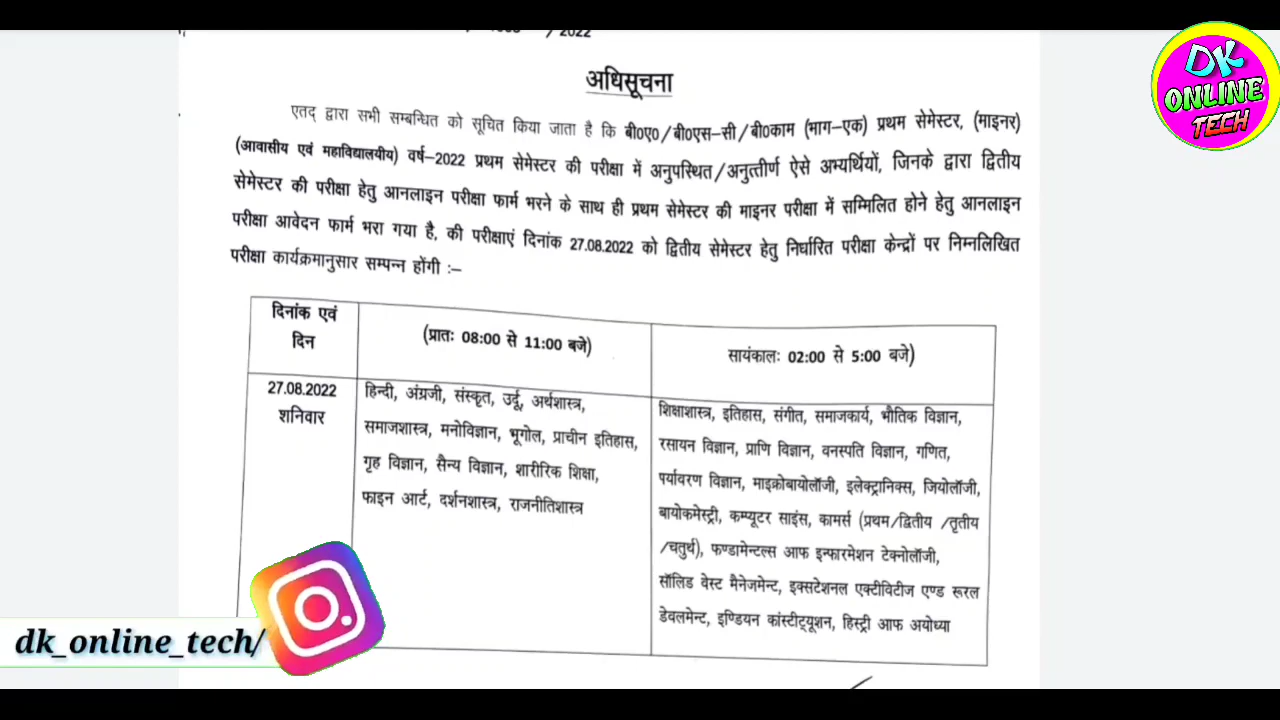 / 2022
अधिसूचना
एतद् द्वारा सभी सम्बन्धित को सूचित किया जाता है कि बी0ए0/बी0एस-सी/बी0काम (भाग-एक) प्रथम सेमेस्टर, (माइनर)
(आवासीय एवं महाविद्यालयीय) वर्ष-2022 प्रथम सेमेस्टर की परीक्षा में अनुपस्थित/अनुत्तीर्ण ऐसे अभ्यर्थियों, जिनके द्वारा द्वितीय
सेमेस्टर की परीक्षा हेतु आनलाइन परीक्षा फार्म भरने के साथ ही प्रथम सेमेस्टर की माइनर परीक्षा में सम्मिलित होने हेतु आनलाइन
परीक्षा आवेदन फार्म भरा गया है, की परीक्षाएं दिनांक 27.08.2022 को द्वितीय सेमेस्टर हेतु निर्धारित परीक्षा केन्द्रों पर निम्नलिखित
परीक्षा कार्यक्रमानुसार सम्पन्न होंगी :–
दिनांक एवं
दिन
(प्रातः 08:00 से 11:00 बजे)
सायंकालः 02:00 से 5:00 बजे)
27.08.2022
शनिवार
हिन्दी, अंग्रजी, संस्कृत, उर्दू, अर्थशास्त्र,
समाजशास्त्र, मनोविज्ञान, भूगोल, प्राचीन इतिहास,
गृह विज्ञान, सैन्य विज्ञान, शारीरिक शिक्षा,
फाइन आर्ट, दर्शनशास्त्र, राजनीतिशास्त्र
शिक्षाशास्त्र, इतिहास, संगीत, समाजकार्य, भौतिक विज्ञान,
रसायन विज्ञान, प्राणि विज्ञान, वनस्पति विज्ञान, गणित,
पर्यावरण विज्ञान, माइक्रोबायोलॉजी, इलेक्ट्रानिक्स, जियोलॉजी,
बायोकमेस्ट्री, कम्प्यूटर साइंस, कामर्स (प्रथम/द्वितीय /तृतीय
/चतुर्थ), फण्डामेन्टल्स आफ इन्फारमेशन टेक्नोलॉजी,
सॉलिड वेस्ट मैनेजमेन्ट, इक्सटेशनल एक्टीविटीज एण्ड रूरल
डेवलमेन्ट, इण्डियन कांस्टीट्यूशन, हिस्ट्री आफ अयोध्या
DK
ONLINE
TECH
dk_online_tech/